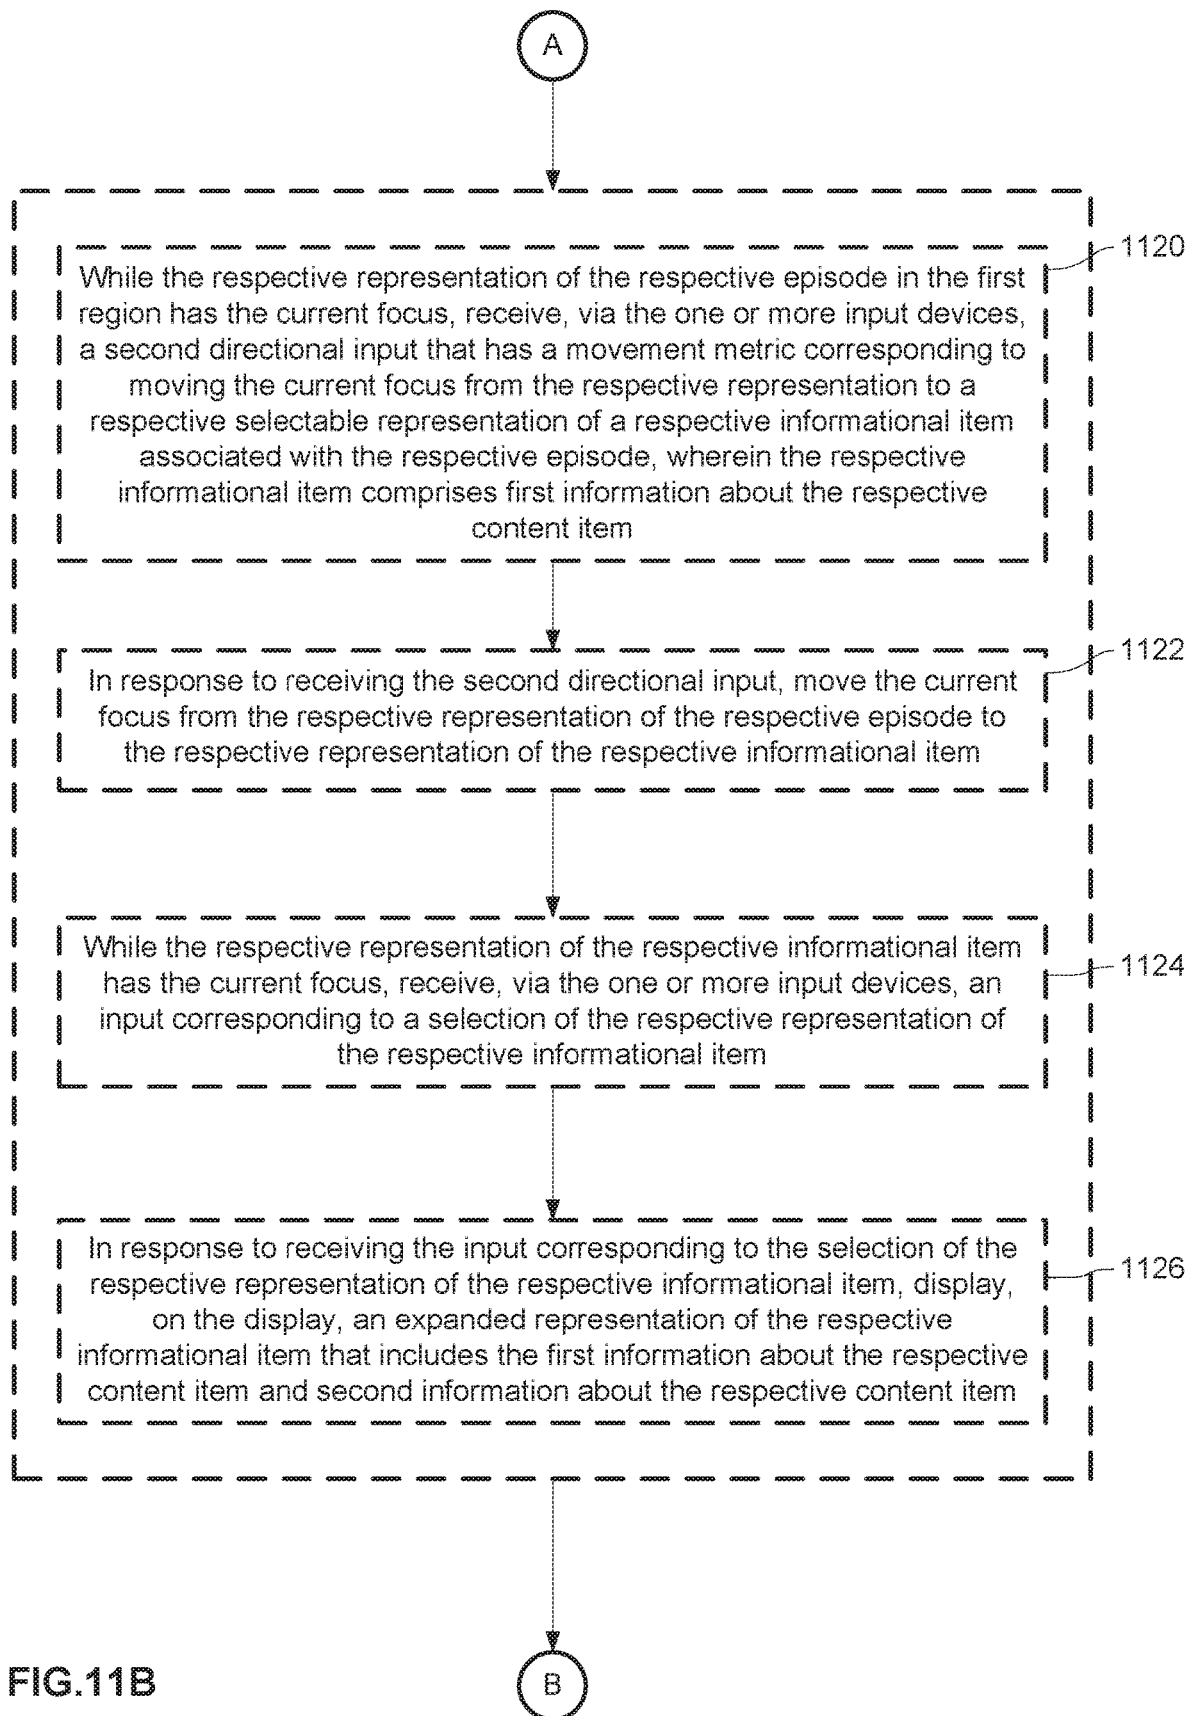 A
1120
While the respective representation of the respective episode in the first
region has the current focus, receive, via the one or more input devices,
a second directional input that has a movement metric corresponding to
moving the current focus from the respective representation to a
respective selectable representation of a respective informational item
associated with the respective episode, wherein the respective
informational item comprises first information about the respective
content item
1122
In response to receiving the second directional input, move the current
focus from the respective representation of the respective episode to
the respective representation of the respective informational item
While the respective representation of the respective informational item
has the current focus, receive, via the one or more input devices, an
1124
input corresponding to a selection of the respective representation of
the respective informational item
In response to receiving the input corresponding to the selection of the
respective representation of the respective informational item, display,
1126
on the display, an expanded representation of the respective
informational item that includes the first information about the respective
content item and second information about the respective content item
FIG.11B
B